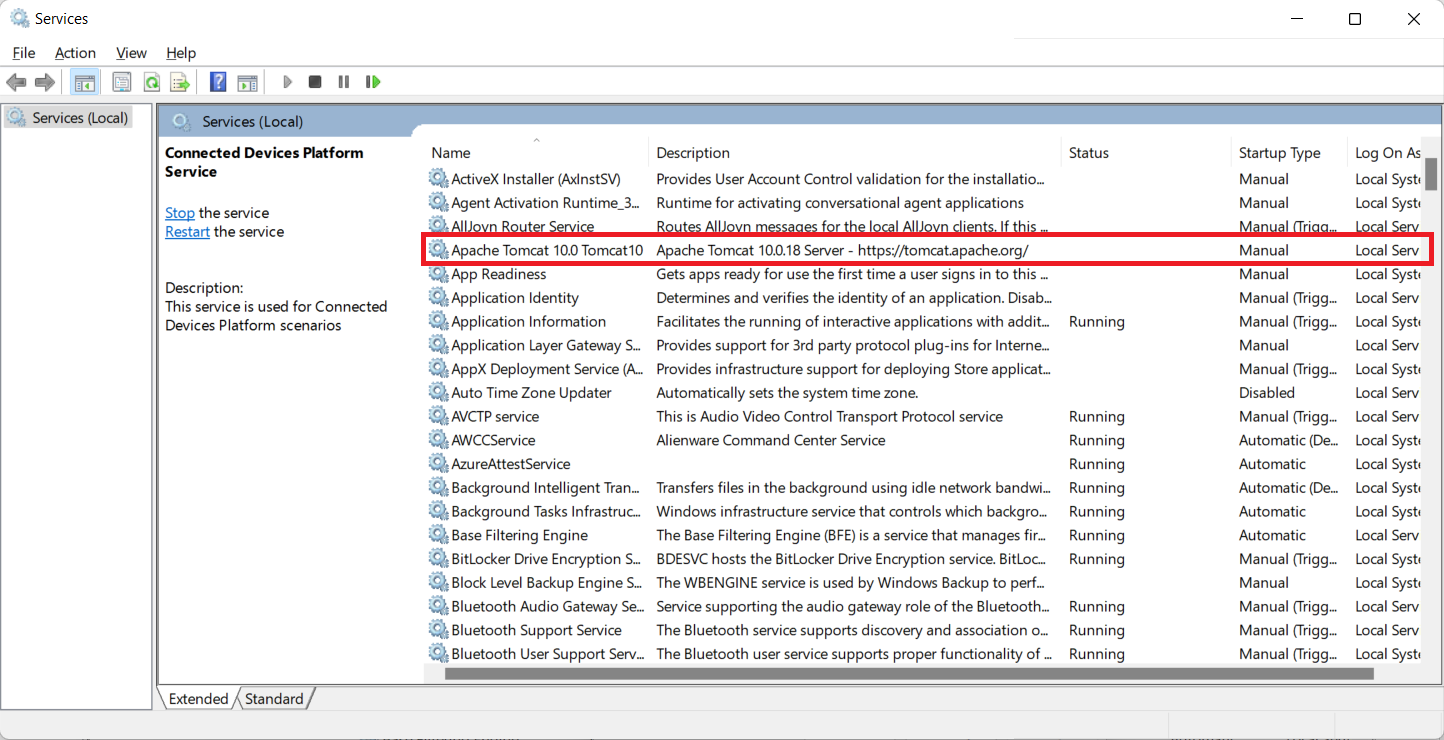 Services
File Action View Help
Services (Local)
Services (Local)
Connected Devices Platform
Service
Stop the service
Restart the service
Description:
This service is used for Connected
Devices Platform scenarios
Name Description Status Startup Type Log On As
ActiveX Installer (AxInstSV) Provides User Account Control validation for the installatio... Manual Local Syste
Agent Activation Runtime_3... Runtime for activating conversational agent applications Manual Local Syste
AllJoyn Router Service Routes AllJoyn messages for the local AllJoyn clients. If this ... Manual (Trigg... Local Serv
Apache Tomcat 10.0 Tomcat10 Apache Tomcat 10.0.18 Server - https://tomcat.apache.org/ Manual Local Serv
App Readiness Gets apps ready for use the first time a user signs in to this ... Manual Local Syste
Application Identity Determines and verifies the identity of an application. Disab... Manual (Trigg... Local Serv
Application Information Facilitates the running of interactive applications with addit... Running Manual (Trigg... Local Syste
Application Layer Gateway S... Provides support for 3rd party protocol plug-ins for Interne... Manual Local Serv
AppX Deployment Service (A... Provides infrastructure support for deploying Store applicat... Manual (Trigg... Local Syste
Auto Time Zone Updater Automatically sets the system time zone. Disabled Local Serv
AVCTP service This is Audio Video Control Transport Protocol service Running Manual (Trigg... Local Serv
AWCCService Alienware Command Center Service Running Automatic (De... Local Syste
AzureAttestService Running Automatic Local Syste
Background Intelligent Tran... Transfers files in the background using idle network bandwi... Running Automatic (De... Local Syste
Background Tasks Infrastruc... Windows infrastructure service that controls which backgro... Running Automatic Local Syste
Base Filtering Engine The Base Filtering Engine (BFE) is a service that manages fir... Running Automatic Local Serv
BitLocker Drive Encryption S... BDESVC hosts the BitLocker Drive Encryption service. BitLoc... Running Manual (Trigg... Local Syste
Block Level Backup Engine S... The WBENGINE service is used by Windows Backup to perf... Manual Local Syste
Bluetooth Audio Gateway Se... Service supporting the audio gateway role of the Bluetooth... Running Manual (Trigg... Local Serv
Bluetooth Support Service The Bluetooth service supports discovery and association o... Running Manual (Trigg... Local Serv
Bluetooth User Support Serv... The Bluetooth user service supports proper functionality of ... Running Manual (Trigg... Local Syste
Extended Standard